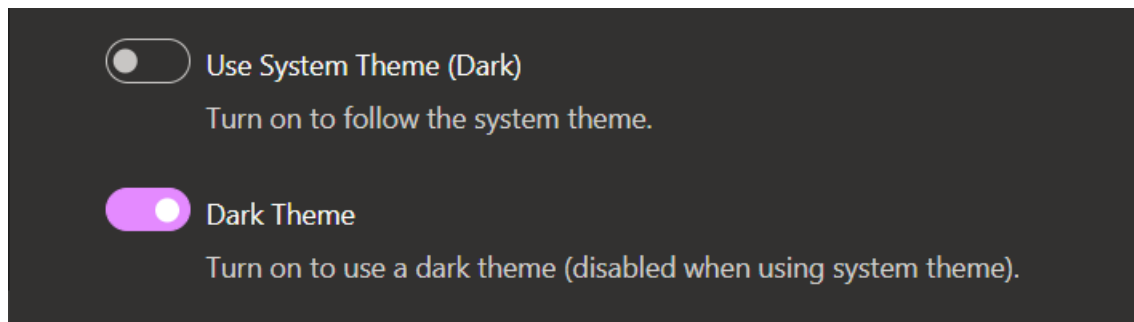 Use System Theme (Dark)
Turn on to follow the system theme.
Dark Theme
Turn on to use a dark theme (disabled when using system theme).